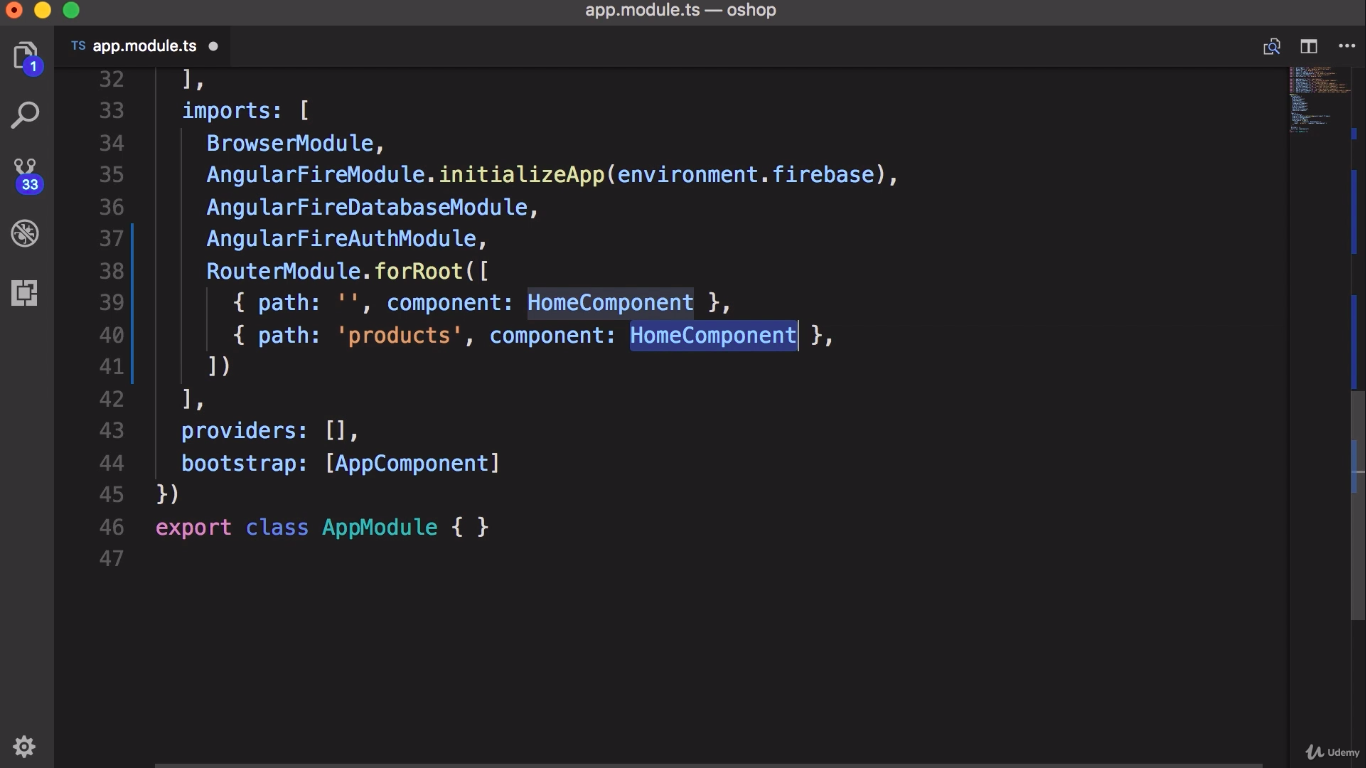 app.module.ts — oshop
TS app.module.ts
1
33
32 ],
33 imports: [
34 BrowserModule,
35 AngularFireModule.initializeApp(environment.firebase),
36 AngularFireDatabaseModule,
37 AngularFireAuthModule,
38 RouterModule.forRoot([
39 { path: '', component: HomeComponent },
40 { path: 'products', component: HomeComponent },
41 ])
42 ],
43 providers: [],
44 bootstrap: [AppComponent]
45 })
46 export class AppModule { }
47
Udemy